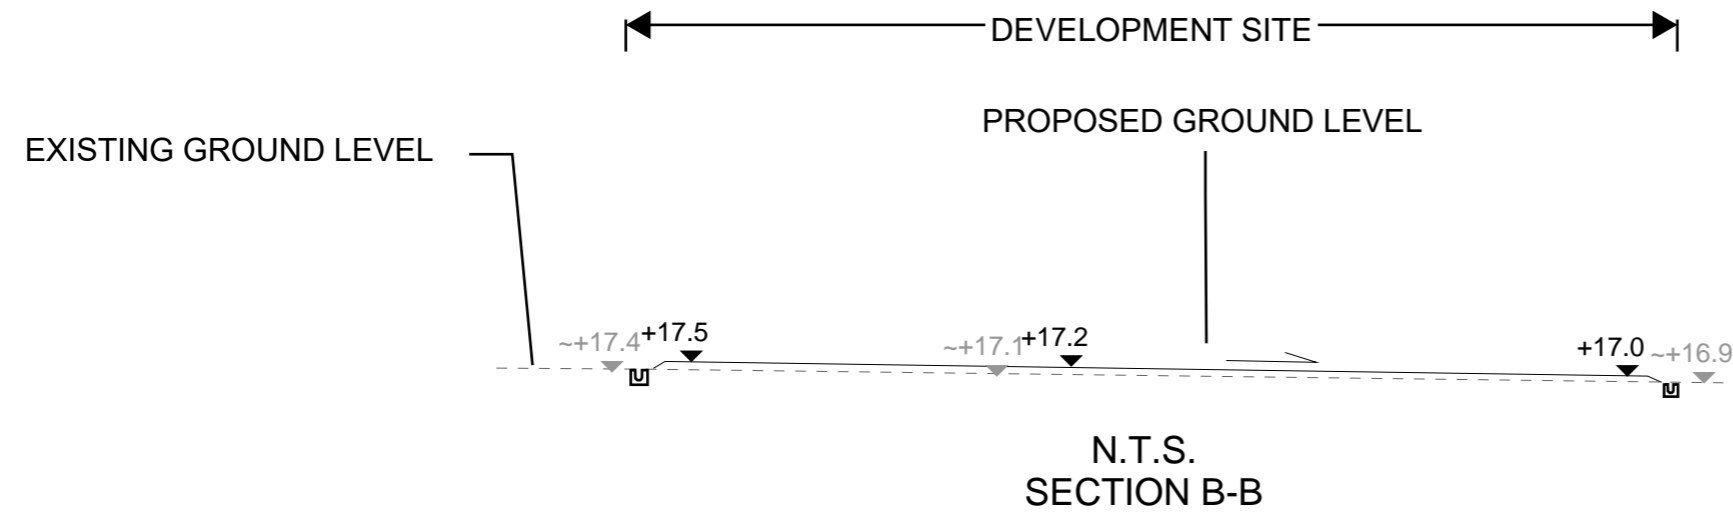 DEVELOPMENT SITE
PROPOSED GROUND LEVEL
EXISTING GROUND LEVEL
~+17.4 +17.5 ~+17.1 +17.2 +17.0 ~+16.9
N.T.S.
SECTION B-B